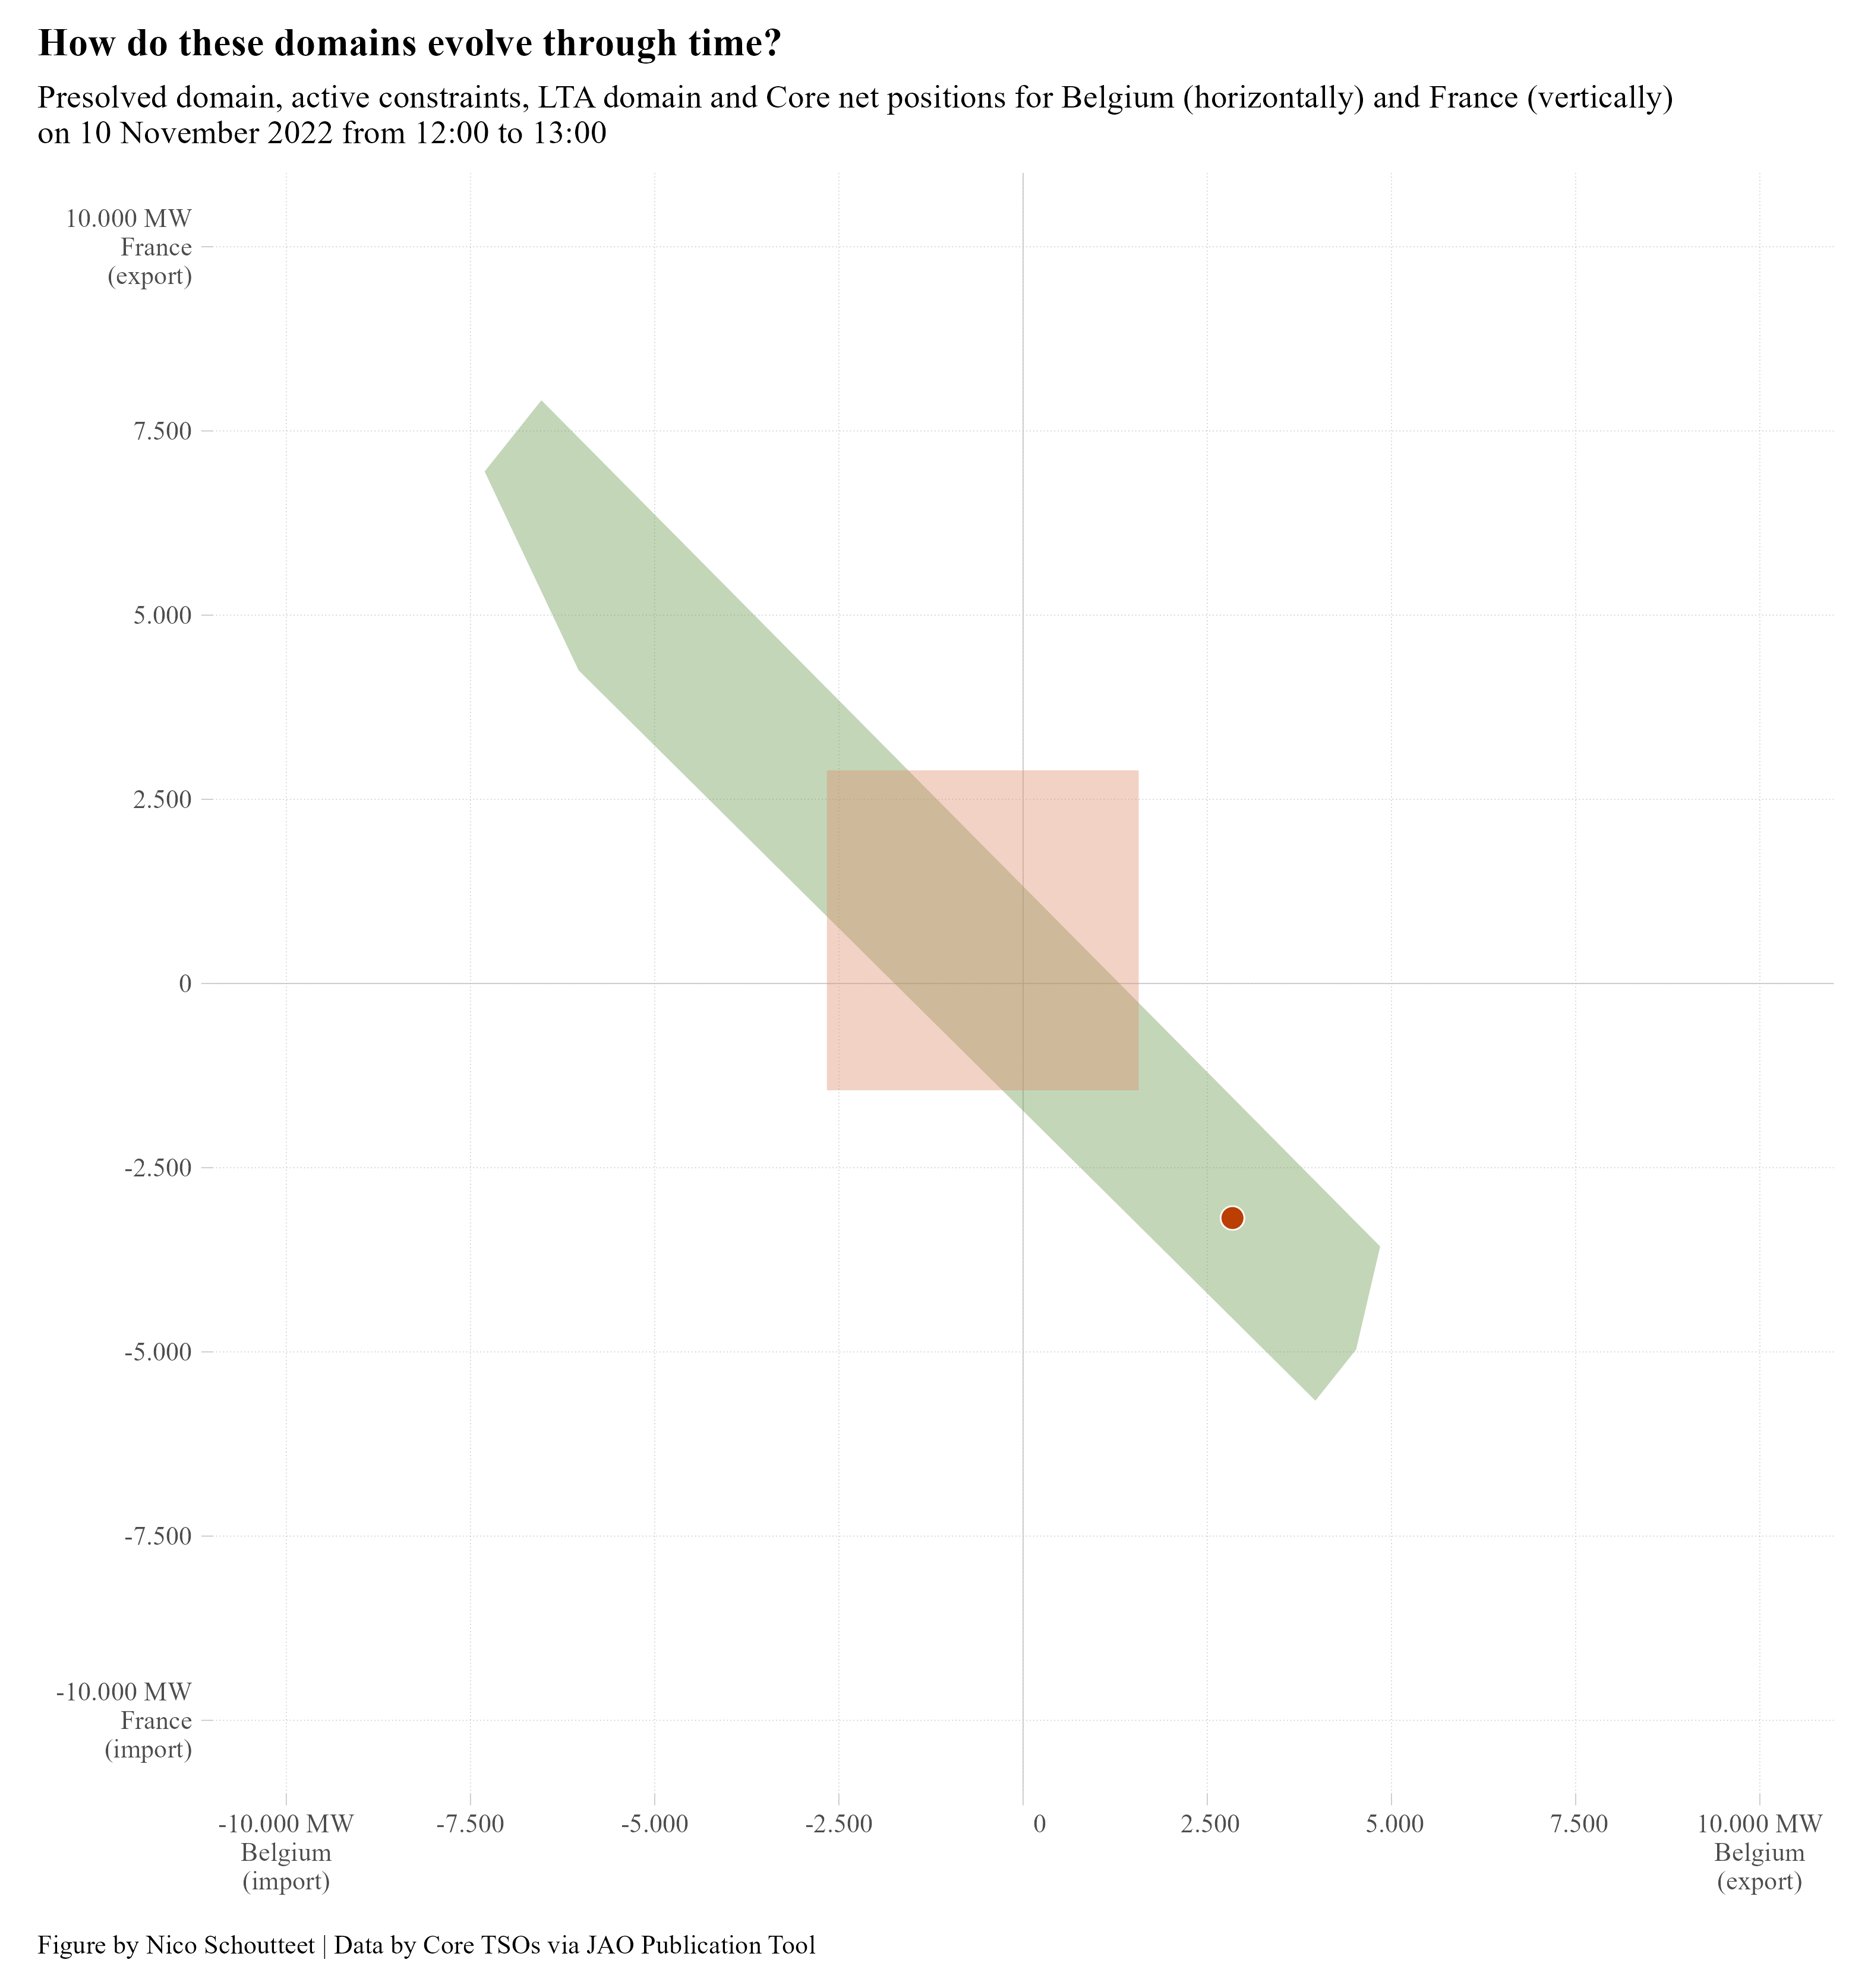 How do these domains evolve through time?
Presolved domain, active constraints, LTA domain and Core net positions for Belgium (horizontally) and France (vertically)
on 10 November 2022 from 12:00 to 13:00
10.000 MW
France
(export)
7.500
5.000
2.500
0
-2.500
-5.000
-7.500
-10.000 MW
France
(import)
-10.000 MW
Belgium
(import)
-7.500
-5.000
-2.500
0
2.500
5.000
7.500
10.000 MW
Belgium
(export)
Figure by Nico Schoutteet | Data by Core TSOs via JAO Publication Tool